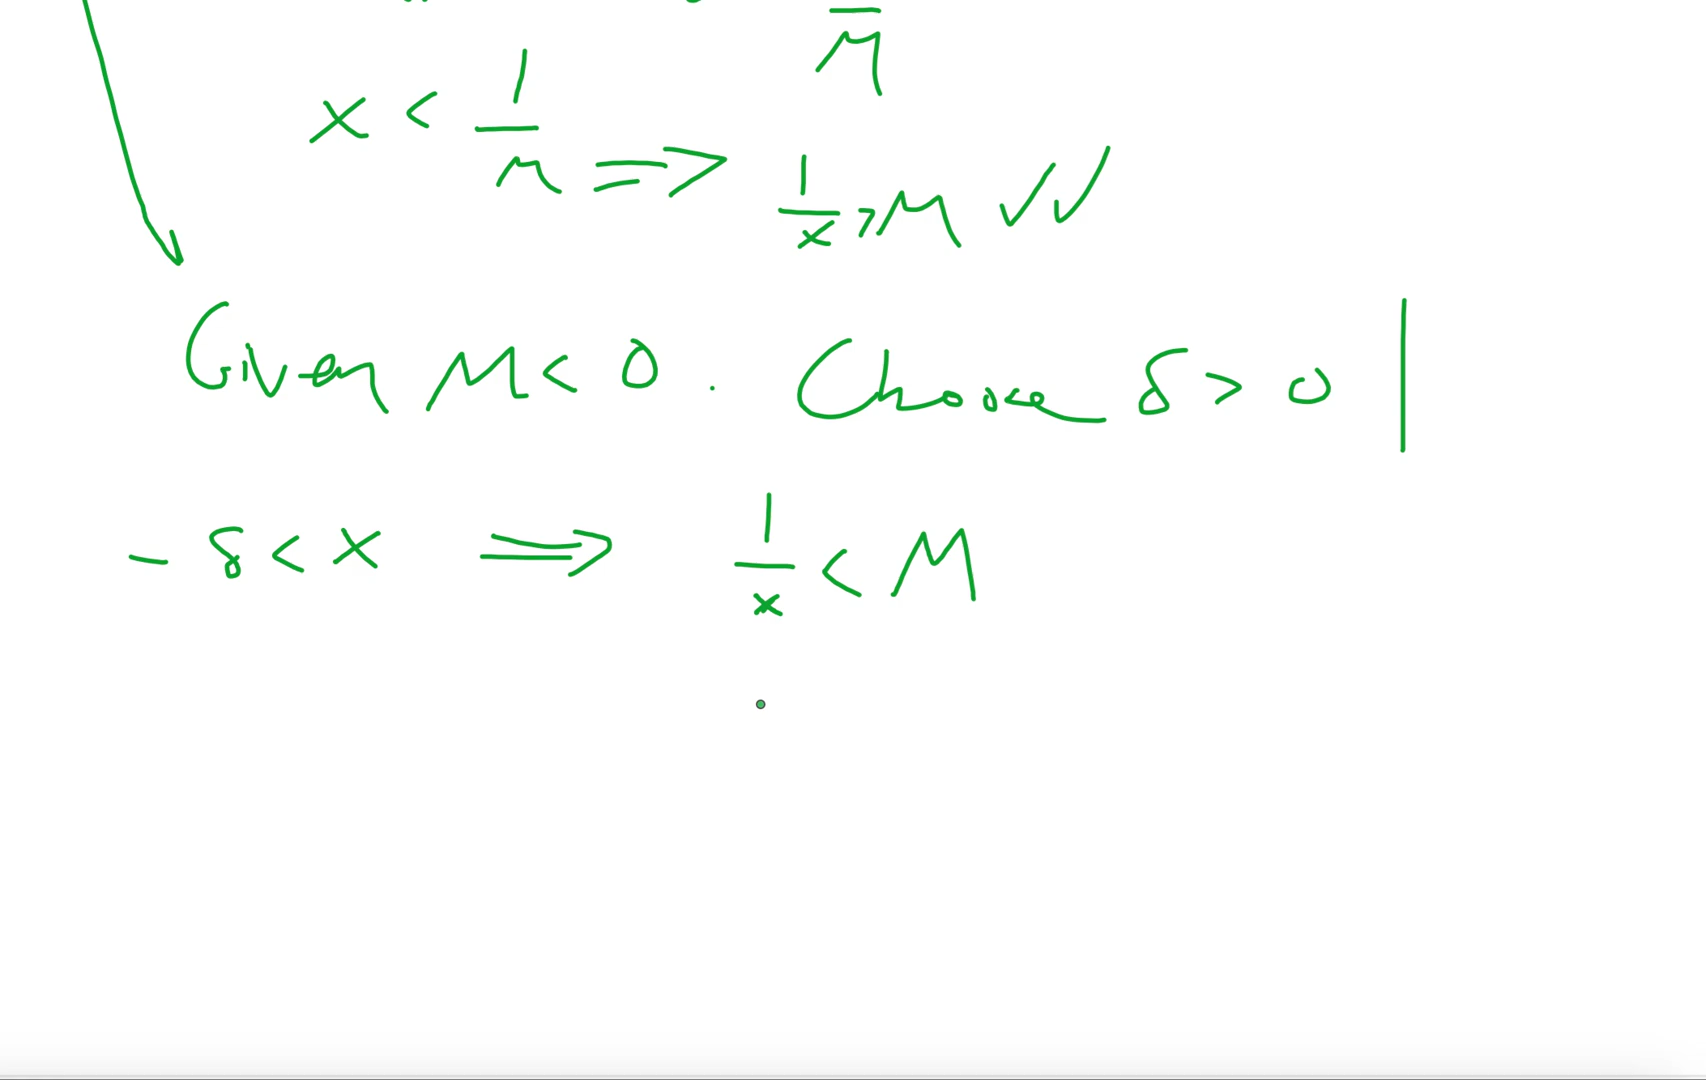 ‾M
x < 1/M => 1/x > M ✓✓
Given M < 0. Choose δ > 0 |
- δ < x => 1/x < M